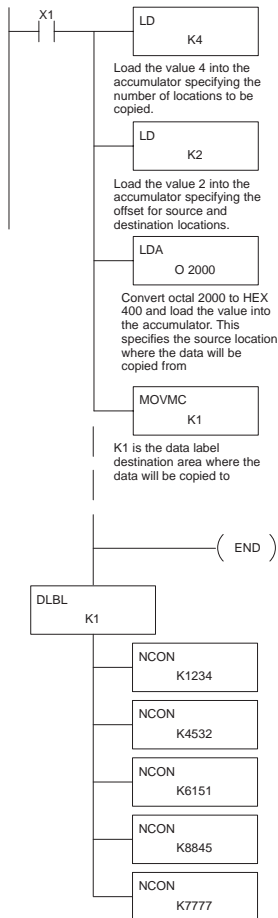 X1
LD
K4
Load the value 4 into the
accumulator specifying the
number of locations to be
copied.
LD
K2
Load the value 2 into the
accumulator specifying the
offset for source and
destination locations.
LDA
O 2000
Convert octal 2000 to HEX
400 and load the value into
the accumulator. This
specifies the source location
where the data will be
copied from
MOVMC
K1
K1 is the data label
destination area where the
data will be copied to
END
DLBL
K1
NCON
K1234
NCON
K4532
NCON
K6151
NCON
K8845
NCON
K7777